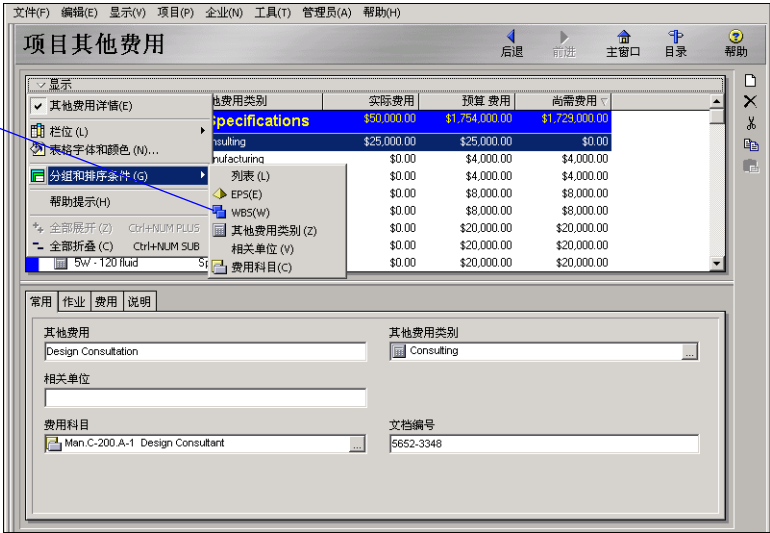 文件(F) 编辑(E) 显示(V) 项目(P) 企业(N) 工具(T) 管理员(A) 帮助(H)
项目其他费用
后退 前进 主窗口 目录 帮助
显示
他费用类别 实际费用 预算 费用 尚需费用
Specifications $50,000.00 $1,754,000.00 $1,729,000.00
nsulting $25,000.00 $25,000.00 $0.00
nufacturing $0.00 $4,000.00 $4,000.00
$0.00 $4,000.00 $4,000.00
$0.00 $8,000.00 $8,000.00
$0.00 $8,000.00 $8,000.00
$0.00 $20,000.00 $20,000.00
$0.00 $20,000.00 $20,000.00
$0.00 $20,000.00 $20,000.00
5W - 120 fluid Sp $0.00 $20,000.00 $20,000.00
其他费用详情(E)
栏位 (L)
表格字体和颜色 (N)...
分组和排序条件 (G)
帮助提示(H)
全部展开 (Z) Ctrl+NUM PLUS
全部折叠 (C) Ctrl+NUM SUB
列表 (L)
EPS(E)
WBS(W)
其他费用类别 (Z)
相关单位 (V)
费用科目(C)
常用 作业 费用 说明
其他费用 其他费用类别
Design Consultation Consulting ...
相关单位
费用科目 文档编号
Man.C-200.A-1 Design Consultant ... 5652-3348